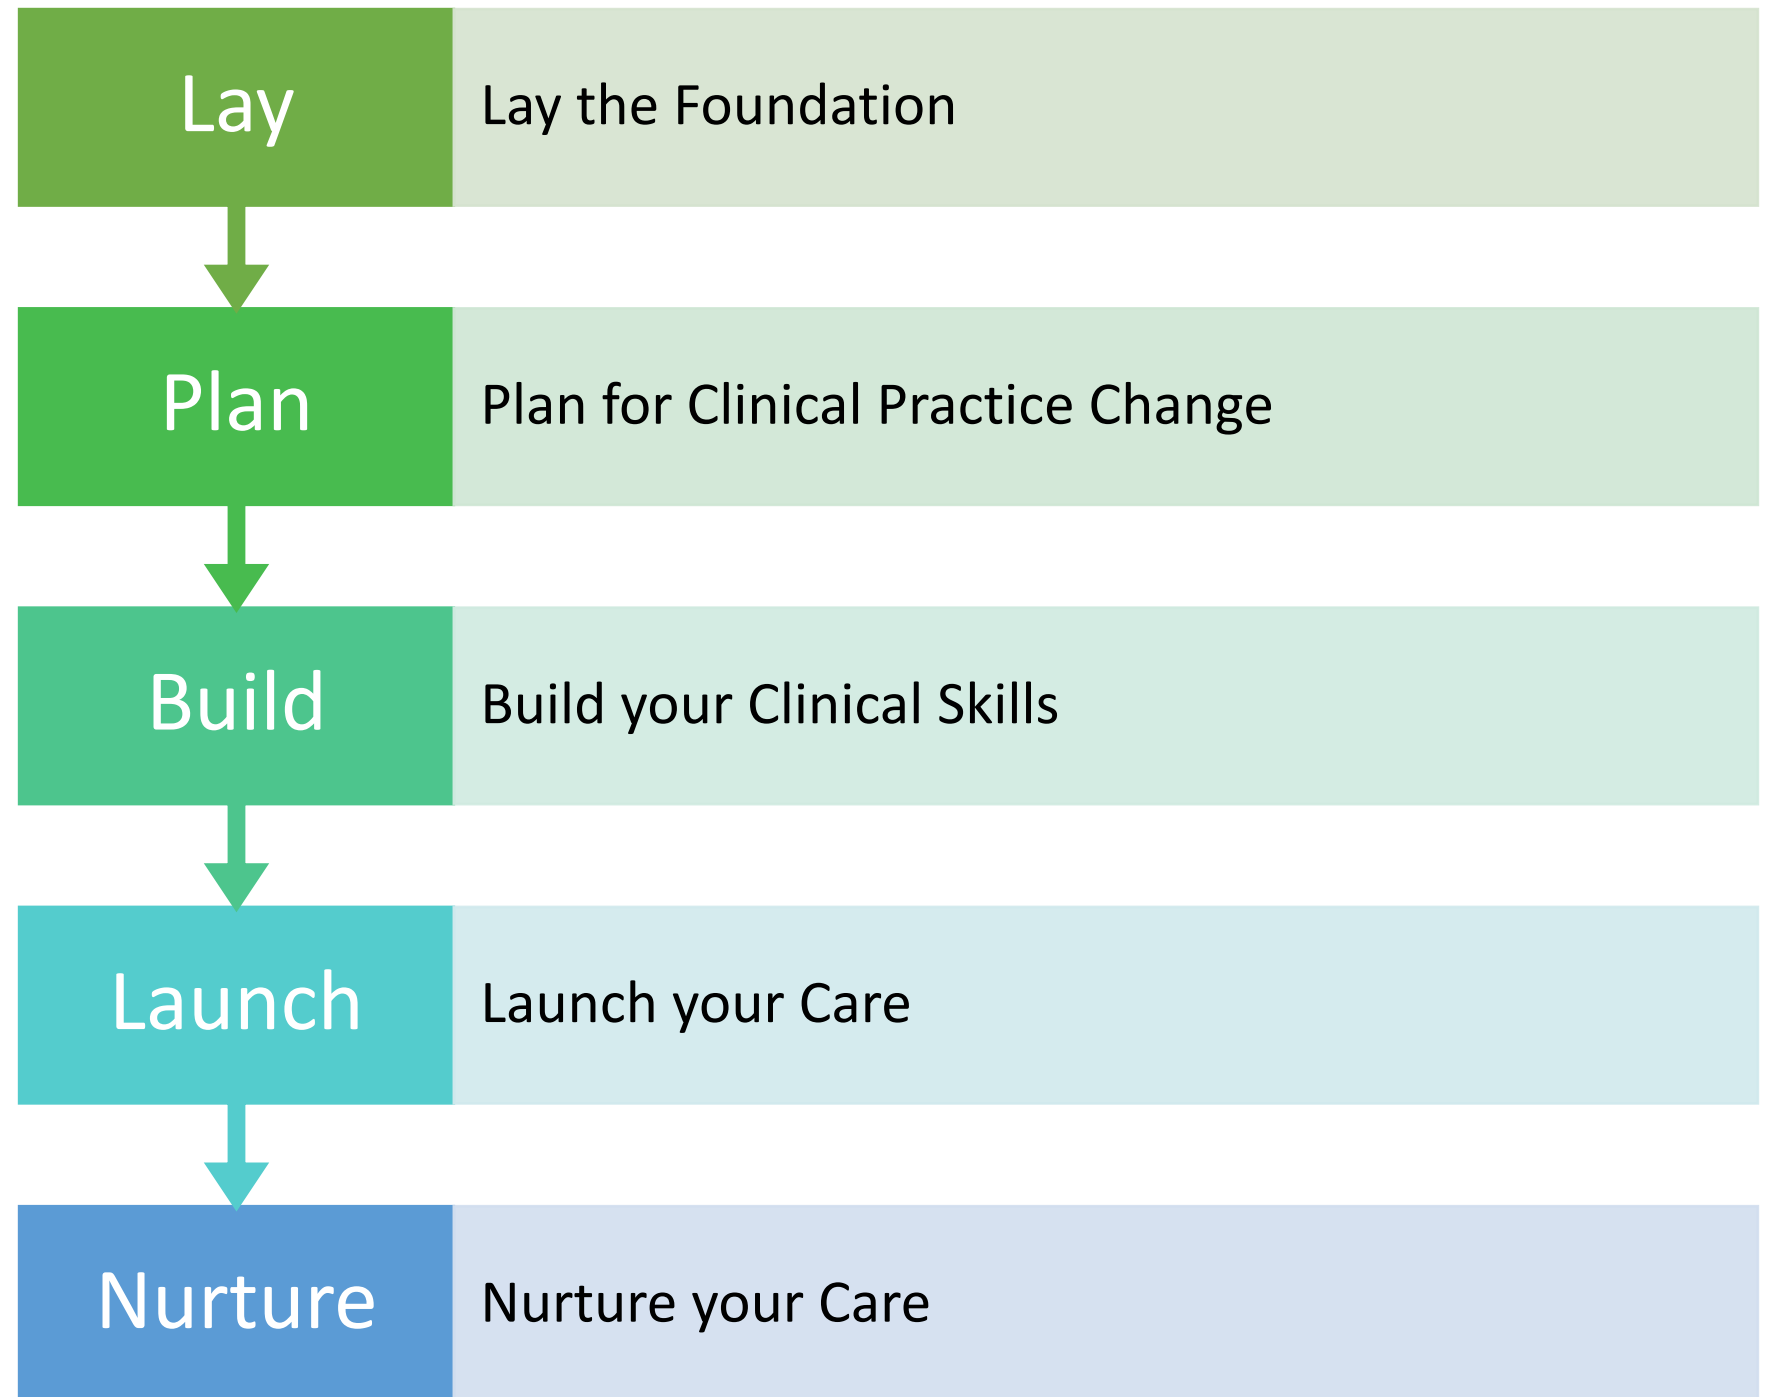 Lay
Lay the Foundation
Plan
Plan for Clinical Practice Change
Build
Build your Clinical Skills
Launch
Launch your Care
Nurture
Nurture your Care